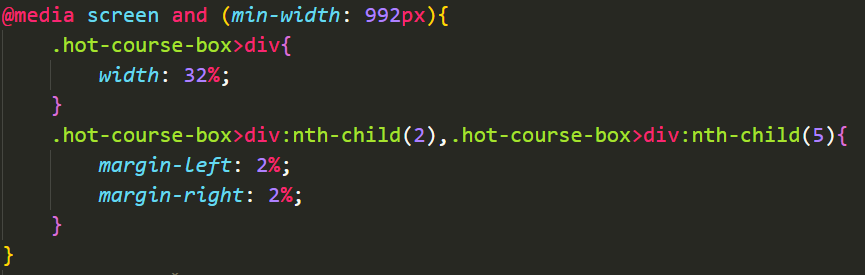 @media screen and (min-width: 992px){
    .hot-course-box>div{
        width: 32%;
    }
    .hot-course-box>div:nth-child(2),.hot-course-box>div:nth-child(5){
        margin-left: 2%;
        margin-right: 2%;
    }
}